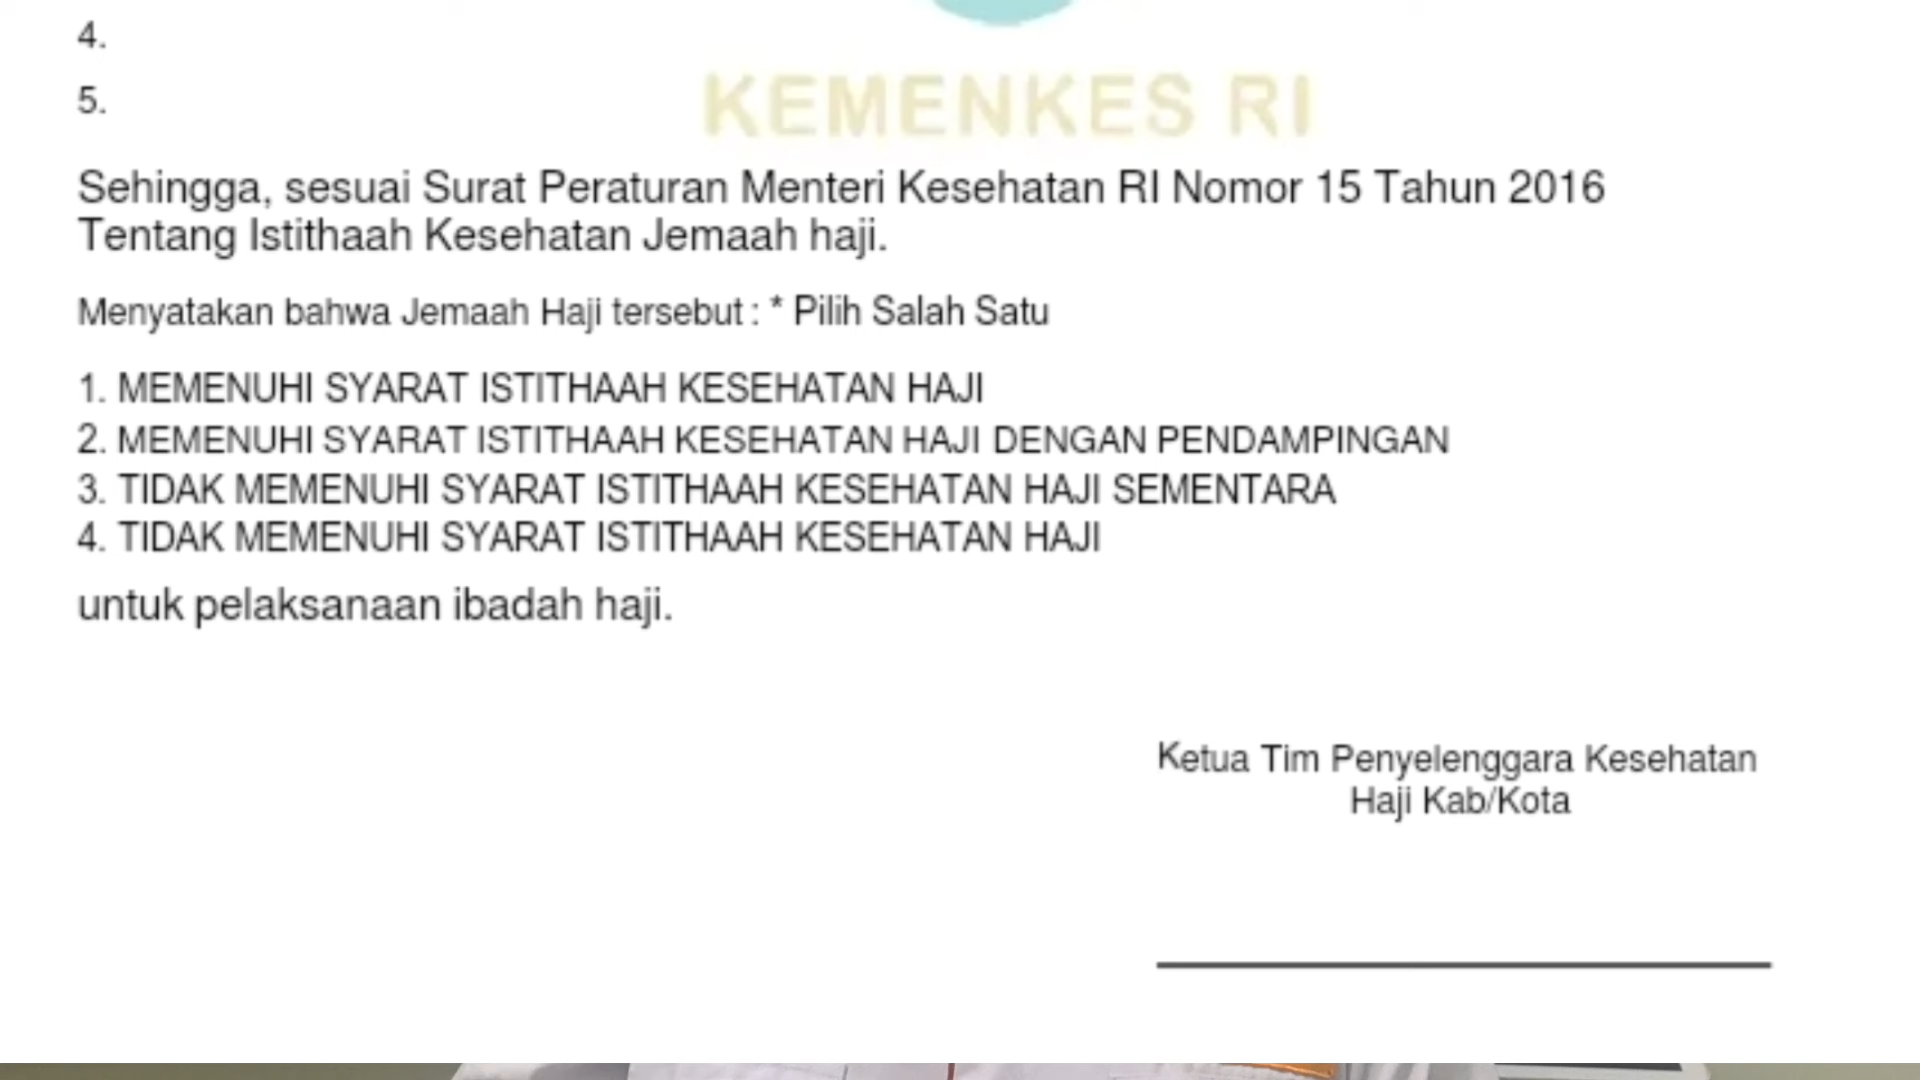 4.
5.
KEMENKES RI
Sehingga, sesuai Surat Peraturan Menteri Kesehatan RI Nomor 15 Tahun 2016
Tentang Istithaah Kesehatan Jemaah haji.
Menyatakan bahwa Jemaah Haji tersebut : * Pilih Salah Satu
1. MEMENUHI SYARAT ISTITHAAH KESEHATAN HAJI
2. MEMENUHI SYARAT ISTITHAAH KESEHATAN HAJI DENGAN PENDAMPINGAN
3. TIDAK MEMENUHI SYARAT ISTITHAAH KESEHATAN HAJI SEMENTARA
4. TIDAK MEMENUHI SYARAT ISTITHAAH KESEHATAN HAJI
untuk pelaksanaan ibadah haji.
Ketua Tim Penyelenggara Kesehatan
Haji Kab/Kota